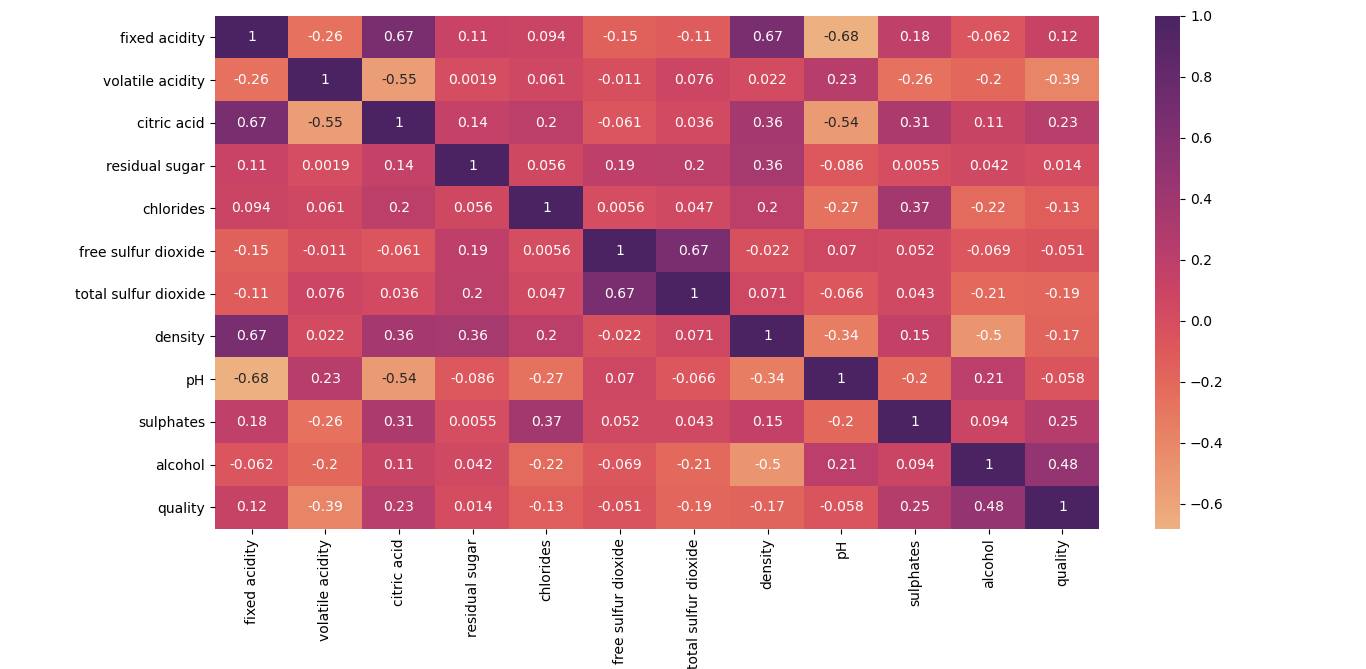 fixed acidity 1 -0.26 0.67 0.11 0.094 -0.15 -0.11 0.67 -0.68 0.18 -0.062 0.12
volatile acidity -0.26 1 -0.55 0.0019 0.061 -0.011 0.076 0.022 0.23 -0.26 -0.2 -0.39
citric acid 0.67 -0.55 1 0.14 0.2 -0.061 0.036 0.36 -0.54 0.31 0.11 0.23
residual sugar 0.11 0.0019 0.14 1 0.056 0.19 0.2 0.36 -0.086 0.0055 0.042 0.014
chlorides 0.094 0.061 0.2 0.056 1 0.0056 0.047 0.2 -0.27 0.37 -0.22 -0.13
free sulfur dioxide -0.15 -0.011 -0.061 0.19 0.0056 1 0.67 -0.022 0.07 0.052 -0.069 -0.051
total sulfur dioxide -0.11 0.076 0.036 0.2 0.047 0.67 1 0.071 -0.066 0.043 -0.21 -0.19
density 0.67 0.022 0.36 0.36 0.2 -0.022 0.071 1 -0.34 0.15 -0.5 -0.17
pH -0.68 0.23 -0.54 -0.086 -0.27 0.07 -0.066 -0.34 1 -0.2 0.21 -0.058
sulphates 0.18 -0.26 0.31 0.0055 0.37 0.052 0.043 0.15 -0.2 1 0.094 0.25
alcohol -0.062 -0.2 0.11 0.042 -0.22 -0.069 -0.21 -0.5 0.21 0.094 1 0.48
quality 0.12 -0.39 0.23 0.014 -0.13 -0.051 -0.19 -0.17 -0.058 0.25 0.48 1
fixed acidity
volatile acidity
citric acid
residual sugar
chlorides
free sulfur dioxide
total sulfur dioxide
density
pH
sulphates
alcohol
quality
1.0
0.8
0.6
0.4
0.2
0.0
−0.2
−0.4
−0.6